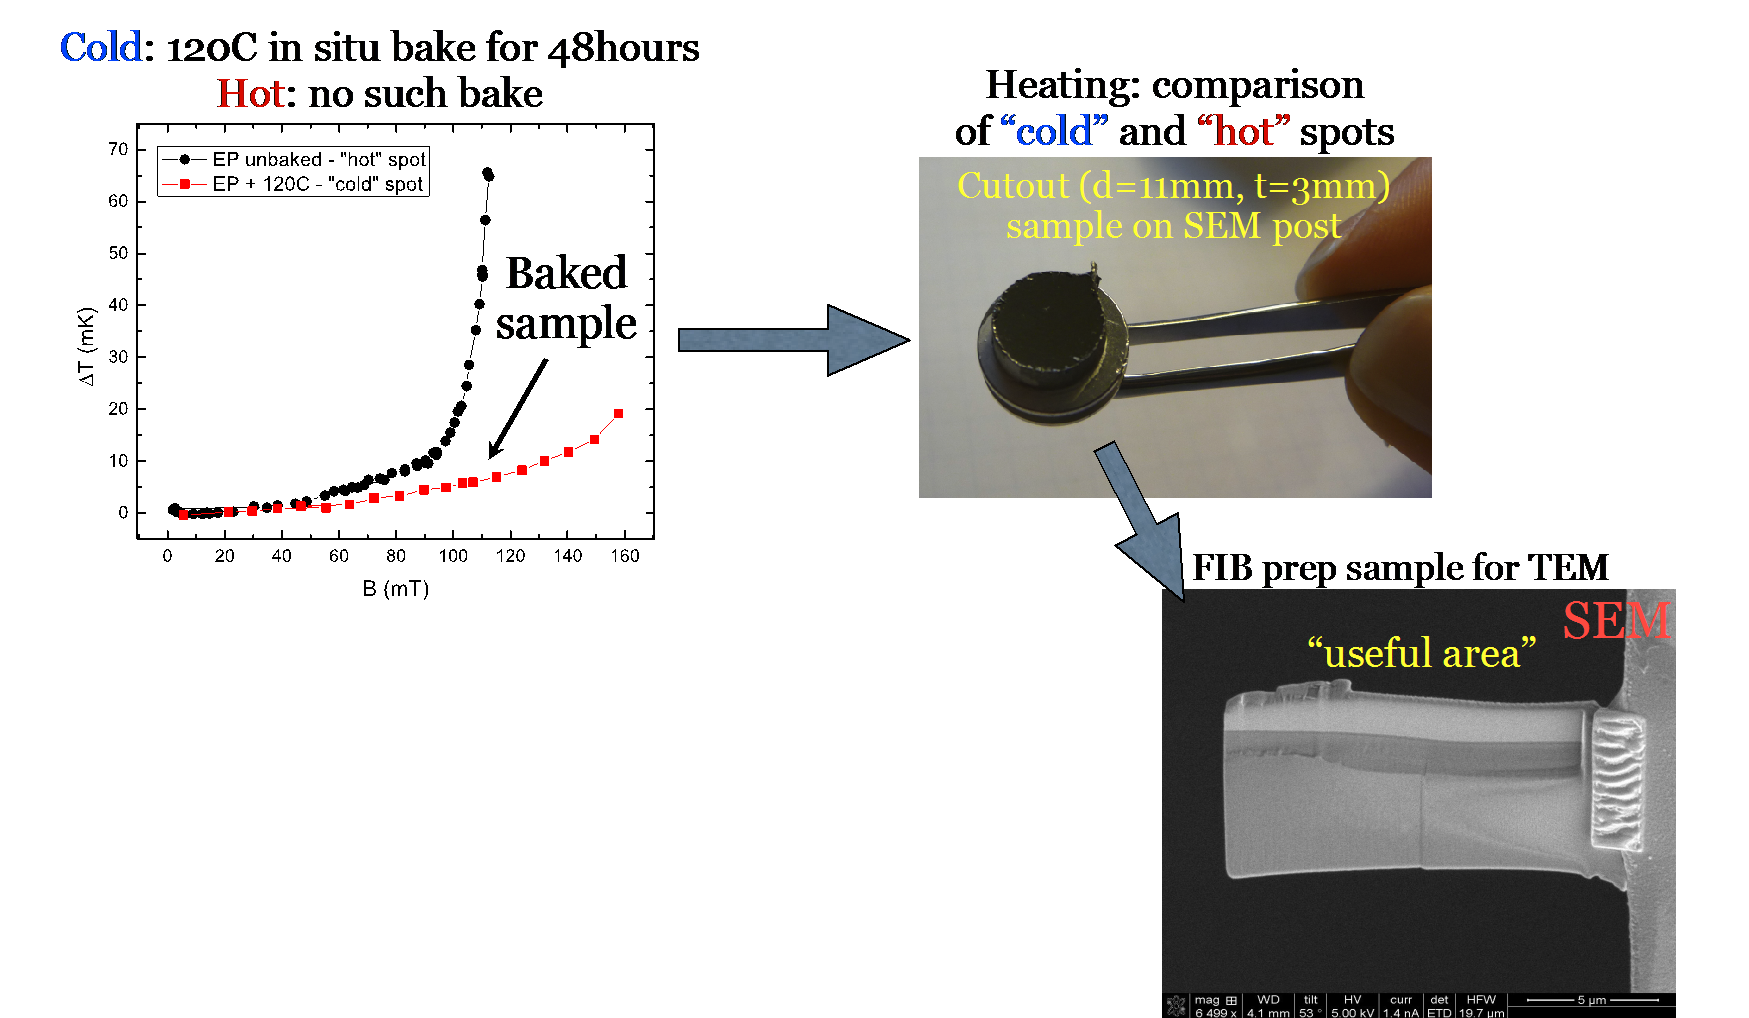 Cold: 120C in situ bake for 48hours
Hot: no such bake
70
60
50
40
30
20
10
0
ΔT (mK)
EP unbaked - "hot" spot
EP + 120C - "cold" spot
Baked
sample
0 20 40 60 80 100 120 140 160
B (mT)
Heating: comparison
of “cold” and “hot” spots
Cutout (d=11mm, t=3mm)
sample on SEM post
FIB prep sample for TEM
SEM
“useful area”
mag WD tilt HV curr det HFW 5 µm
6 499 x 4.1 mm 53 ° 5.00 kV 1.4 nA ETD 19.7 µm